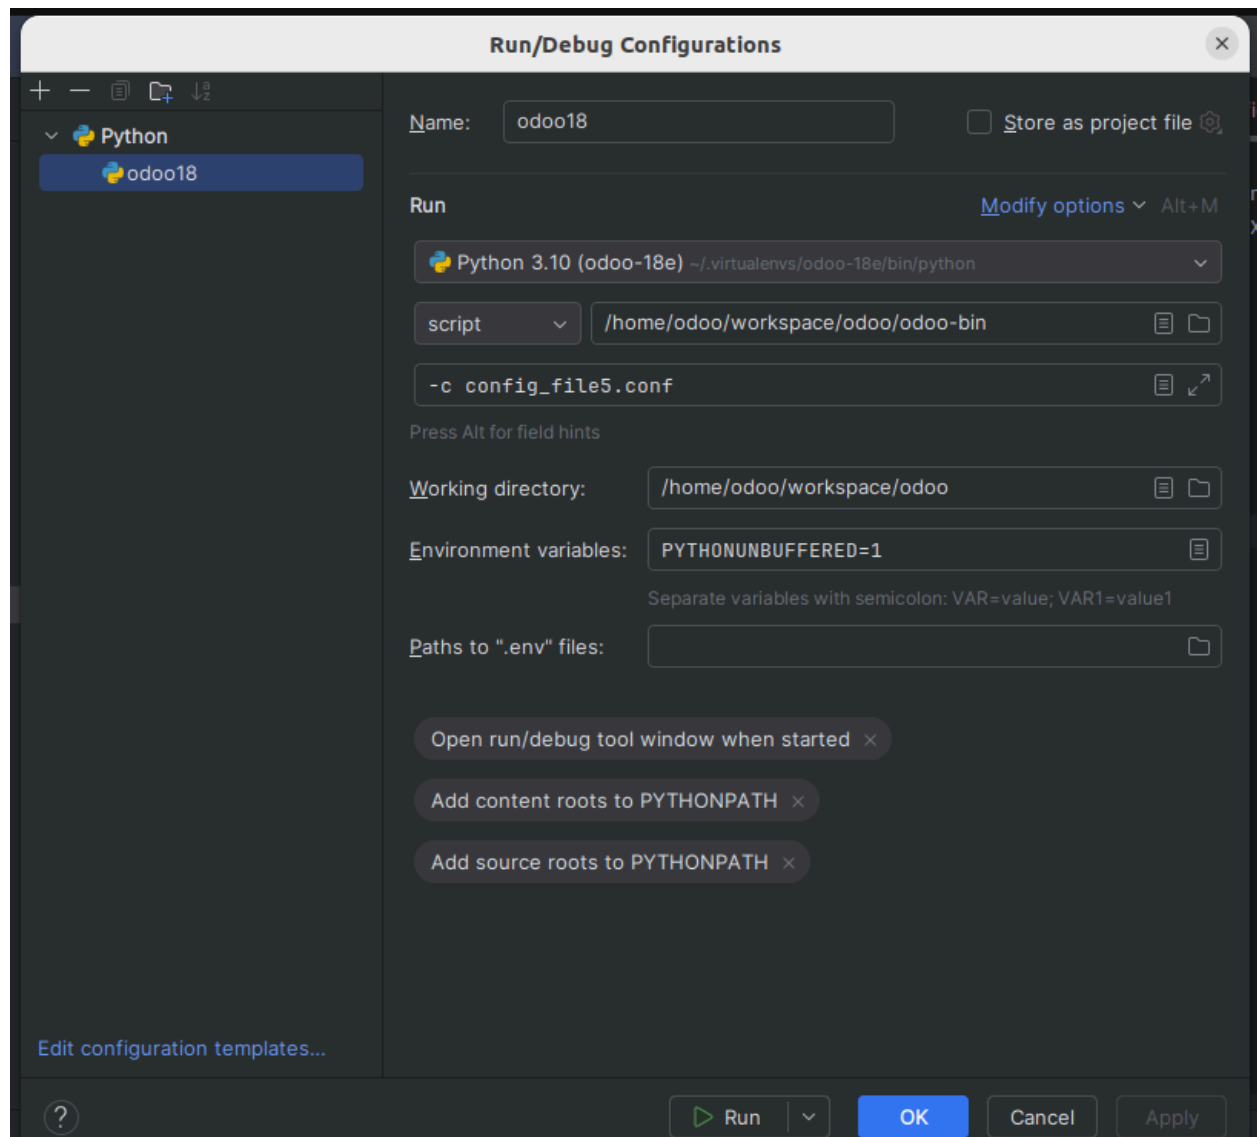 Run/Debug Configurations
Python
odoo18
Name: odoo18 Store as project file
Run Modify options Alt+M
Python 3.10 (odoo-18e) ~/.virtualenvs/odoo-18e/bin/python
script /home/odoo/workspace/odoo/odoo-bin
-c config_file5.conf
Press Alt for field hints
Working directory: /home/odoo/workspace/odoo
Environment variables: PYTHONUNBUFFERED=1
Separate variables with semicolon: VAR=value; VAR1=value1
Paths to ".env" files:
Open run/debug tool window when started ×
Add content roots to PYTHONPATH ×
Add source roots to PYTHONPATH ×
Edit configuration templates...
? Run OK Cancel Apply